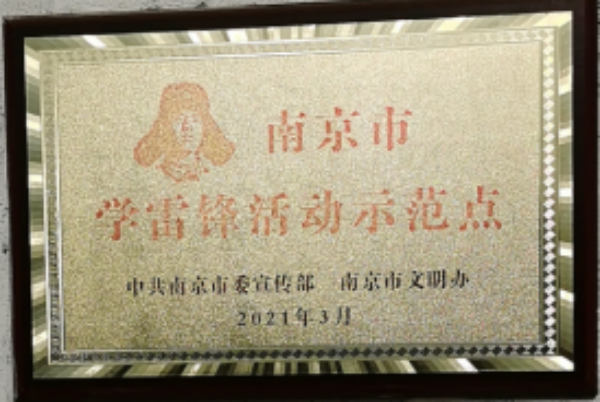 南京市
学雷锋活动示范点
中共南京市委宣传部 南京市文明办
2021年3月